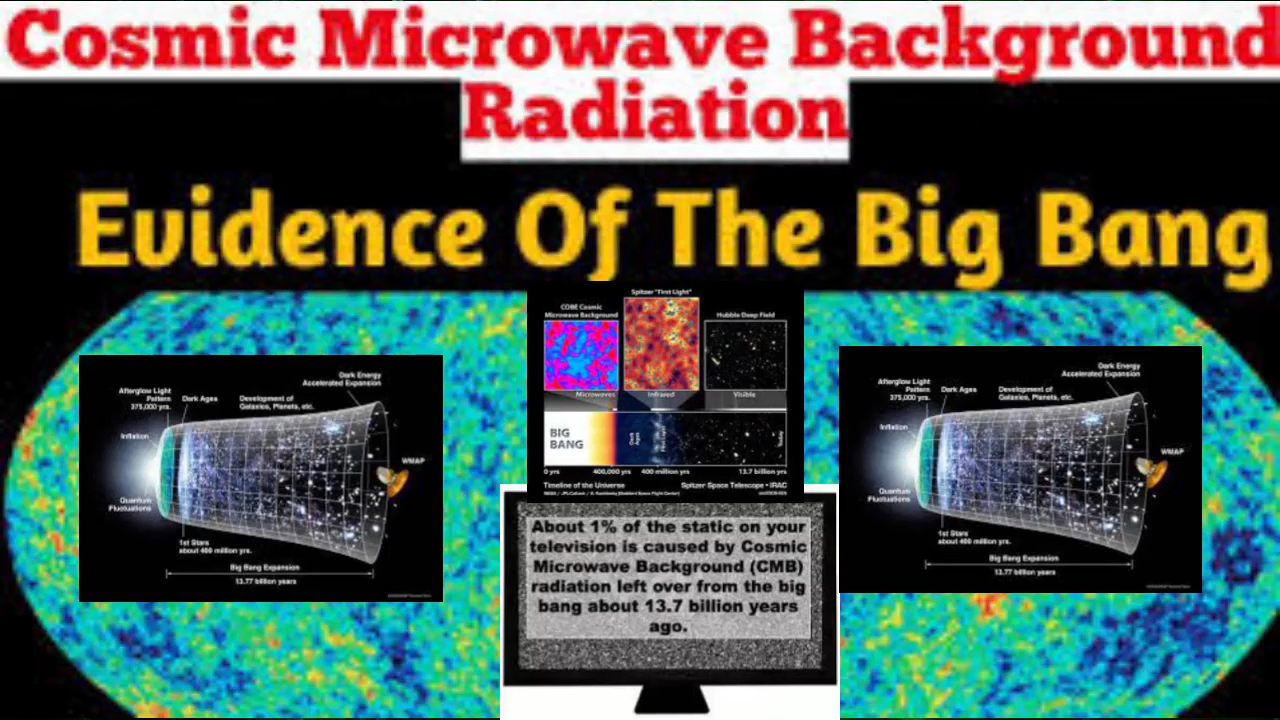 Cosmic Microwave Background
Radiation
Evidence Of The Big Bang
Dark Energy
Accelerated Expansion
Afterglow Light
Pattern
375,000 yrs.
Dark Ages
Development of
Galaxies, Planets, etc.
Inflation
WMAP
Quantum
Fluctuations
1st Stars
about 400 million yrs.
Big Bang Expansion
13.77 billion years
Spitzer "First Light"
COBE Cosmic
Microwave Background
Hubble Deep Field
Microwaves
Infrared
Visible
BIG
BANG
Dark
Ages
Today
0 yrs
400,000 yrs
400 million yrs
13.7 billion yrs
Timeline of the Universe
Spitzer Space Telescope • IRAC
About 1% of the static on your
television is caused by Cosmic
Microwave Background (CMB)
radiation left over from the big
bang about 13.7 billion years
ago.
Dark Energy
Accelerated Expansion
Afterglow Light
Pattern
375,000 yrs.
Dark Ages
Development of
Galaxies, Planets, etc.
Inflation
WMAP
Quantum
Fluctuations
1st Stars
about 400 million yrs.
Big Bang Expansion
13.77 billion years